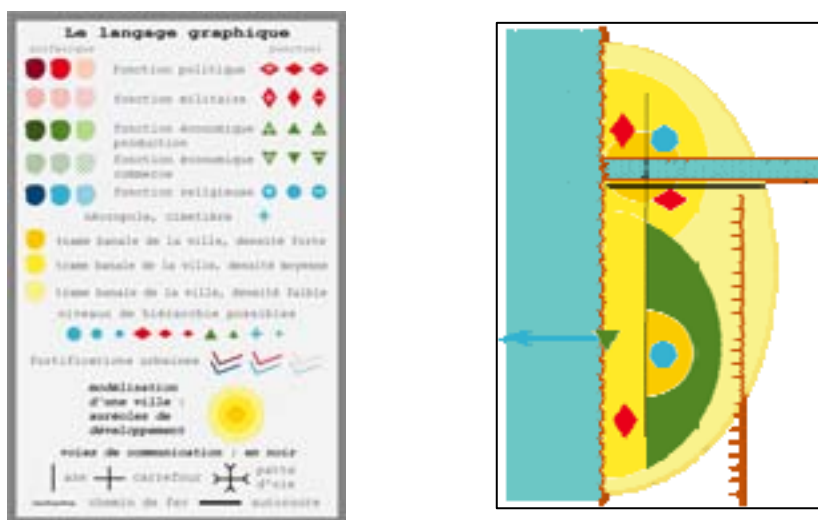 Le langage graphique
surfacique ponctuel
fonction politique
fonction militaire
fonction économique
production
fonction économique
commerce
fonction religieuse
nécropole, cimetière
trame banale de la ville, densité forte
trame banale de la ville, densité moyenne
trame banale de la ville, densité faible
niveaux de hiérarchie possibles
fortifications urbaines
modélisation
d'une ville :
auréoles de
développement
voies de communication : en noir
axe carrefour patte
d'oie
chemin de fer autoroute